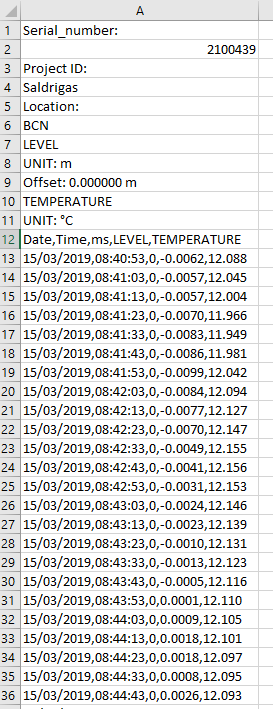 A
1 Serial_number:
2 2100439
3 Project ID:
4 Saldrigas
5 Location:
6 BCN
7 LEVEL
8 UNIT: m
9 Offset: 0.000000 m
10 TEMPERATURE
11 UNIT: °C
12 Date,Time,ms,LEVEL,TEMPERATURE
13 15/03/2019,08:40:53,0,-0.0062,12.088
14 15/03/2019,08:41:03,0,-0.0057,12.045
15 15/03/2019,08:41:13,0,-0.0057,12.004
16 15/03/2019,08:41:23,0,-0.0070,11.966
17 15/03/2019,08:41:33,0,-0.0083,11.949
18 15/03/2019,08:41:43,0,-0.0086,11.981
19 15/03/2019,08:41:53,0,-0.0099,12.042
20 15/03/2019,08:42:03,0,-0.0084,12.094
21 15/03/2019,08:42:13,0,-0.0077,12.127
22 15/03/2019,08:42:23,0,-0.0070,12.147
23 15/03/2019,08:42:33,0,-0.0049,12.155
24 15/03/2019,08:42:43,0,-0.0041,12.156
25 15/03/2019,08:42:53,0,-0.0031,12.153
26 15/03/2019,08:43:03,0,-0.0024,12.146
27 15/03/2019,08:43:13,0,-0.0023,12.139
28 15/03/2019,08:43:23,0,-0.0010,12.131
29 15/03/2019,08:43:33,0,-0.0013,12.123
30 15/03/2019,08:43:43,0,-0.0005,12.116
31 15/03/2019,08:43:53,0,0.0001,12.110
32 15/03/2019,08:44:03,0,0.0009,12.105
33 15/03/2019,08:44:13,0,0.0018,12.101
34 15/03/2019,08:44:23,0,0.0018,12.097
35 15/03/2019,08:44:33,0,0.0008,12.095
36 15/03/2019,08:44:43,0,0.0026,12.093